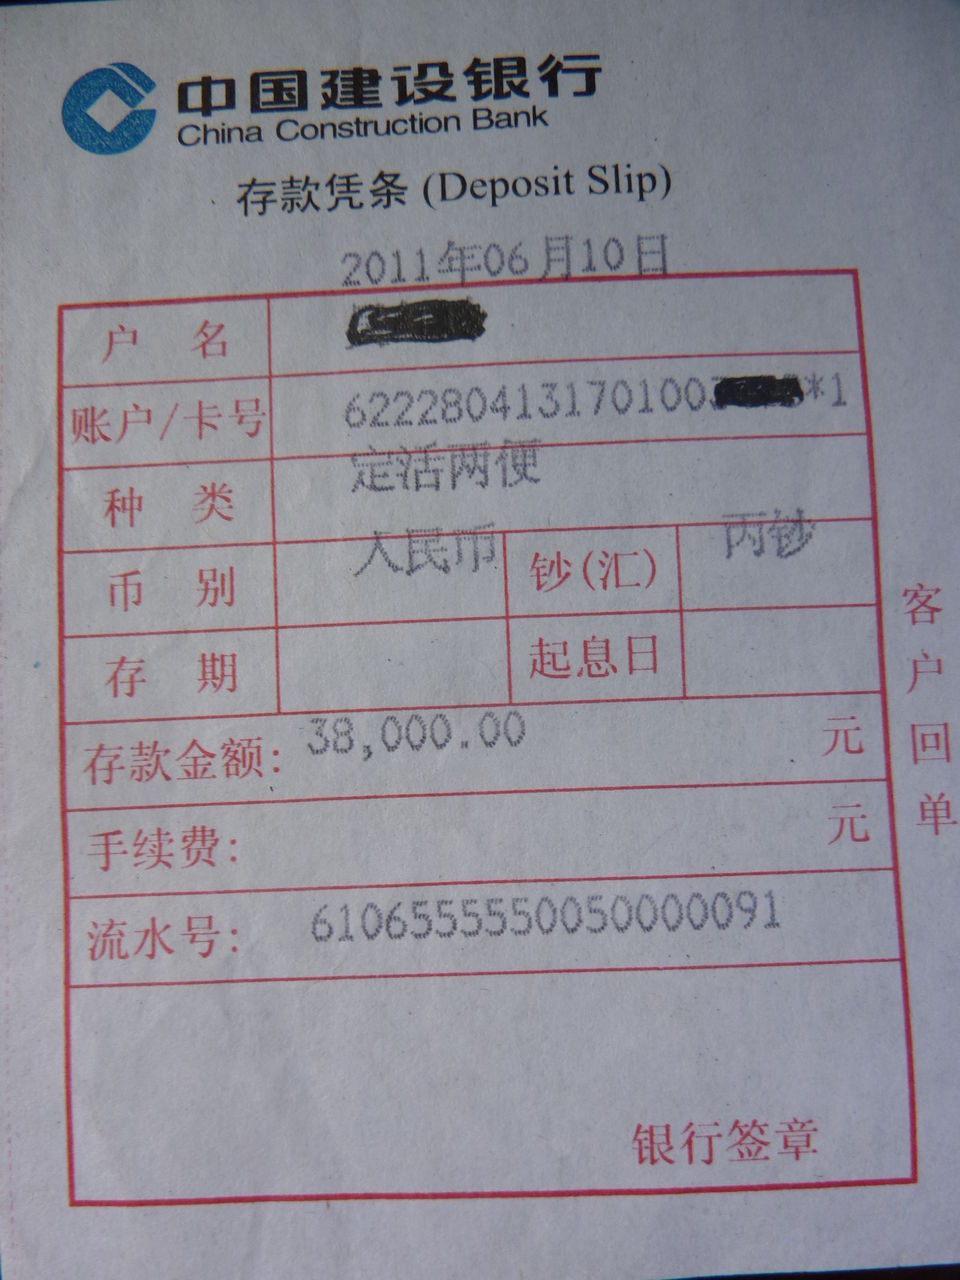 中国建设银行
China Construction Bank
存款凭条 (Deposit Slip)
2011年06月10日
户 名
账户/卡号 622280413170100 *1
种 类 定活两便
币 别 人民币 钞(汇) 丙钞
存 期 起息日
存款金额: 38,000.00 元
手续费: 元
流水号: 6106555550050000091
银行签章
客户回单